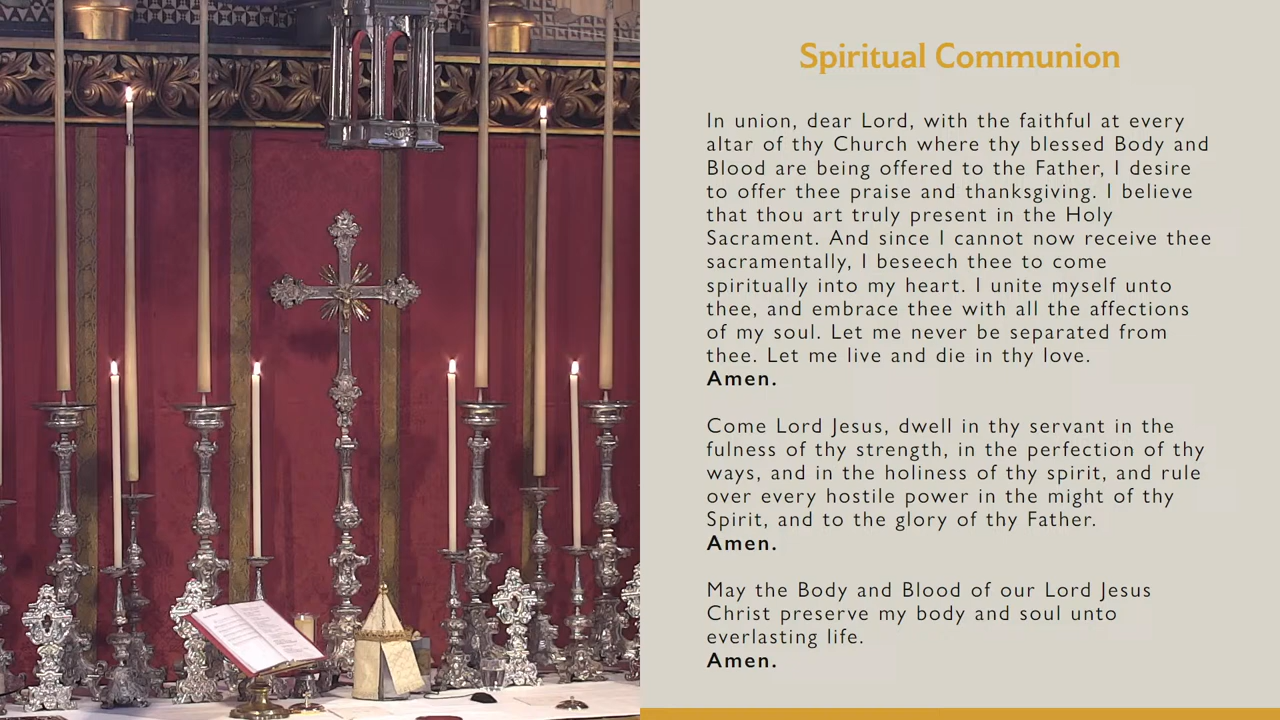 Spiritual Communion
In union, dear Lord, with the faithful at every
altar of thy Church where thy blessed Body and
Blood are being offered to the Father, I desire
to offer thee praise and thanksgiving. I believe
that thou art truly present in the Holy
Sacrament. And since I cannot now receive thee
sacramentally, I beseech thee to come
spiritually into my heart. I unite myself unto
thee, and embrace thee with all the affections
of my soul. Let me never be separated from
thee. Let me live and die in thy love.
Amen.
Come Lord Jesus, dwell in thy servant in the
fulness of thy strength, in the perfection of thy
ways, and in the holiness of thy spirit, and rule
over every hostile power in the might of thy
Spirit, and to the glory of thy Father.
Amen.
May the Body and Blood of our Lord Jesus
Christ preserve my body and soul unto
everlasting life.
Amen.